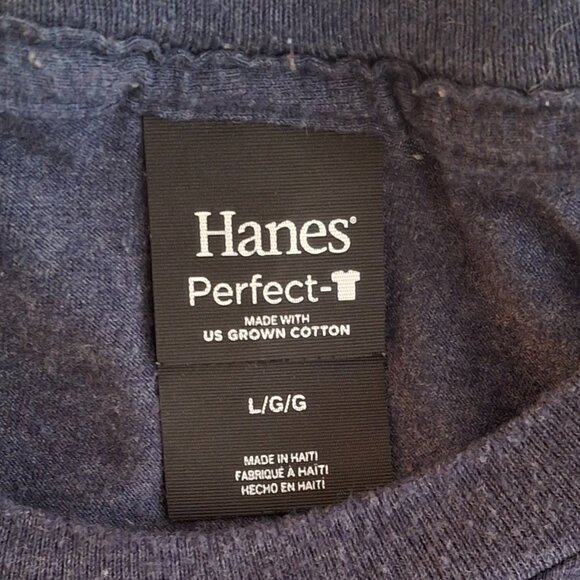 Hanes®
Perfect-
MADE WITH
US GROWN COTTON
L/G/G
MADE IN HAITI
FABRIQUÉ À HAÏTI
HECHO EN HAITÍ